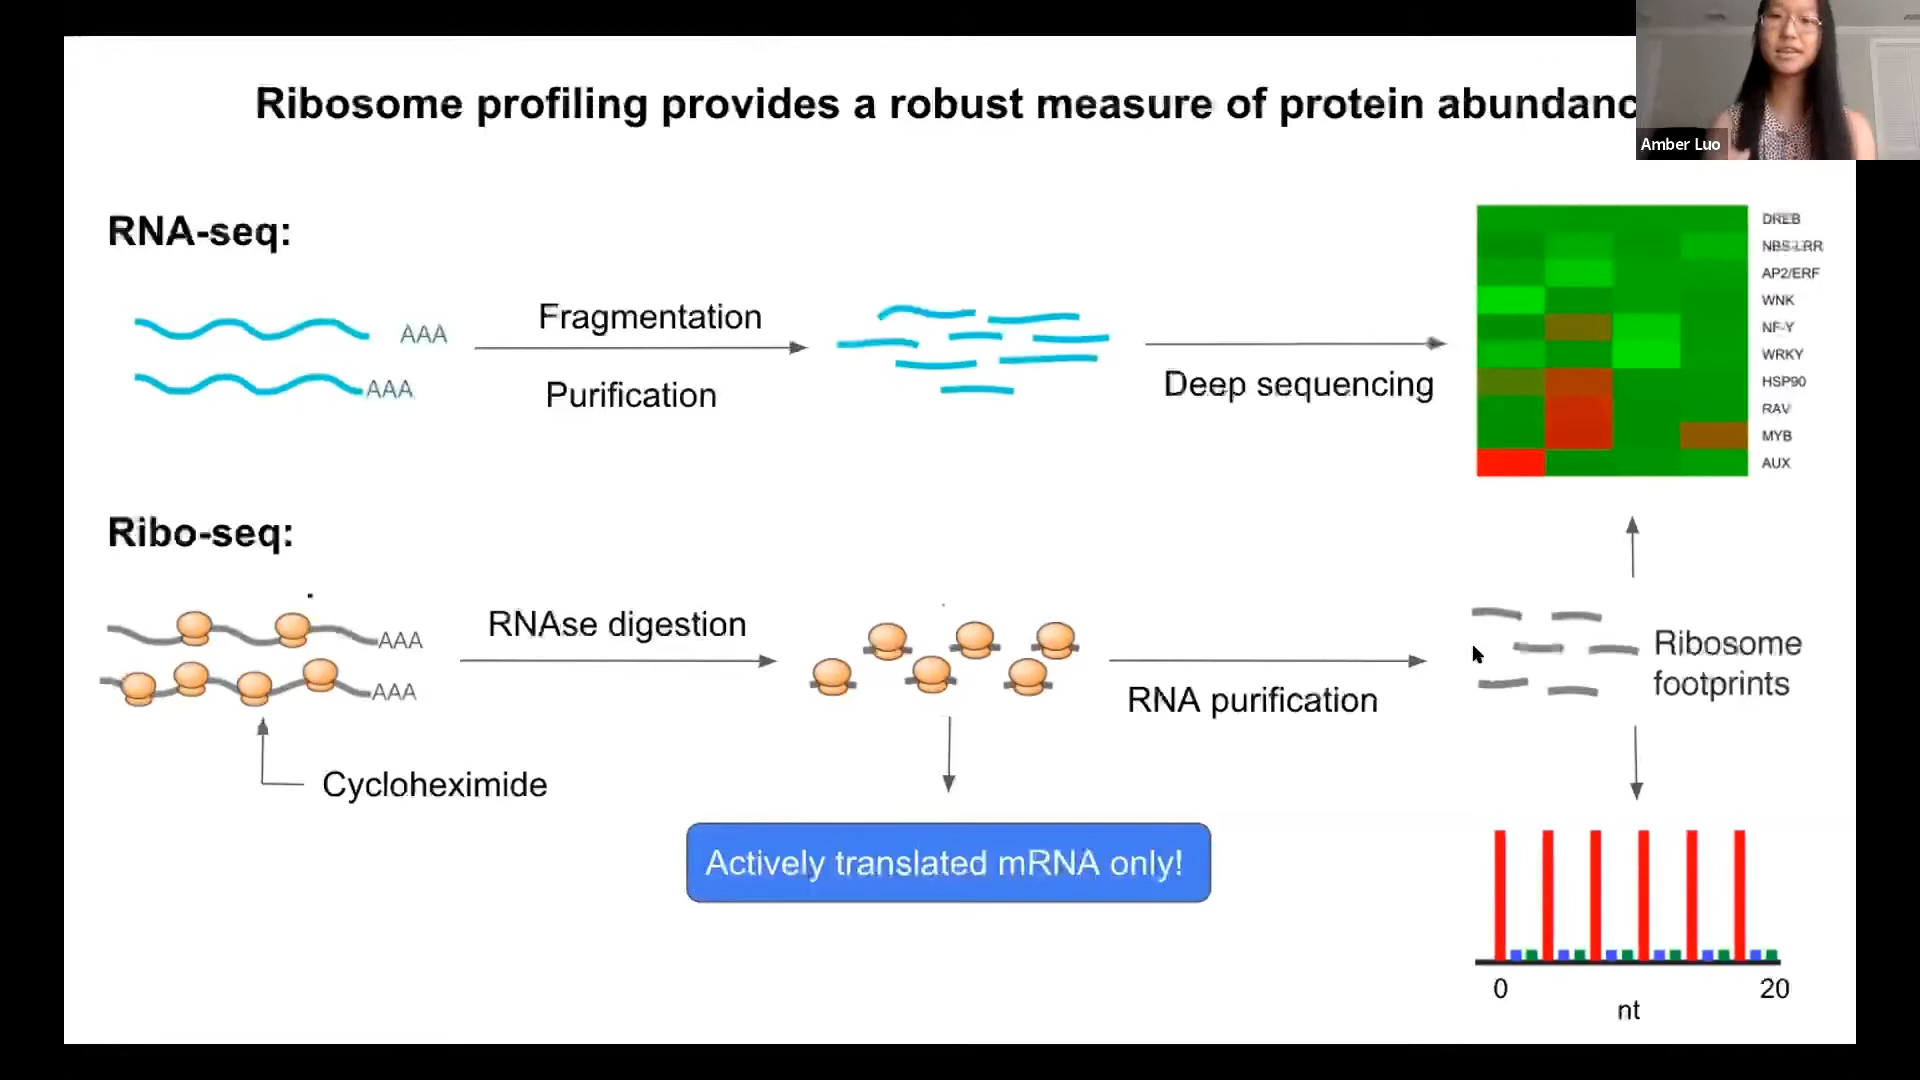 Ribosome profiling provides a robust measure of protein abundanc
Amber Luo
RNA-seq:
AAA
AAA
Fragmentation
Purification
Deep sequencing
DREB
NBS-LRR
AP2/ERF
WNK
NF-Y
WRKY
HSP90
RAV
MYB
AUX
Ribo-seq:
AAA
AAA
RNAse digestion
RNA purification
Ribosome
footprints
Cycloheximide
Actively translated mRNA only!
0
20
nt